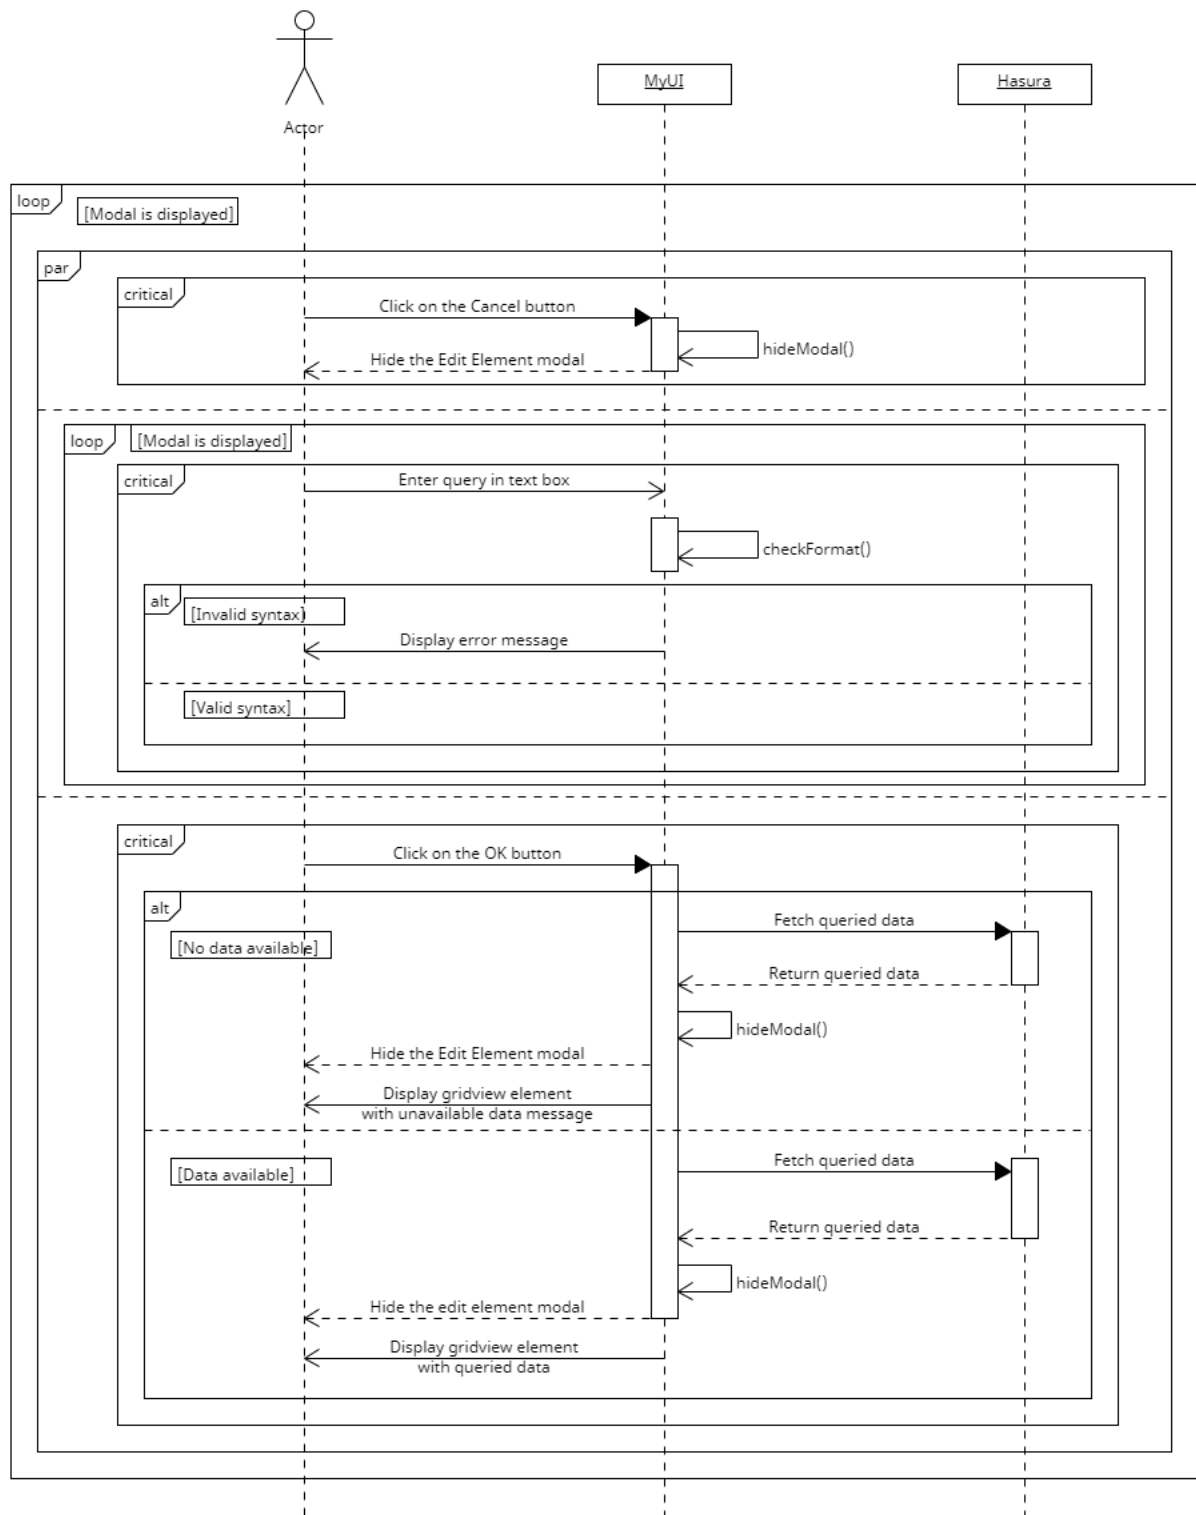 Actor
MyUI
Hasura
loop
[Modal is displayed]
par
critical
Click on the Cancel button
hideModal()
Hide the Edit Element modal
loop
[Modal is displayed]
critical
Enter query in text box
checkFormat()
alt
[Invalid syntax]
Display error message
[Valid syntax]
critical
Click on the OK button
alt
Fetch queried data
[No data available]
Return queried data
hideModal()
Hide the Edit Element modal
Display gridview element
with unavailable data message
Fetch queried data
[Data available]
Return queried data
hideModal()
Hide the edit element modal
Display gridview element
with queried data